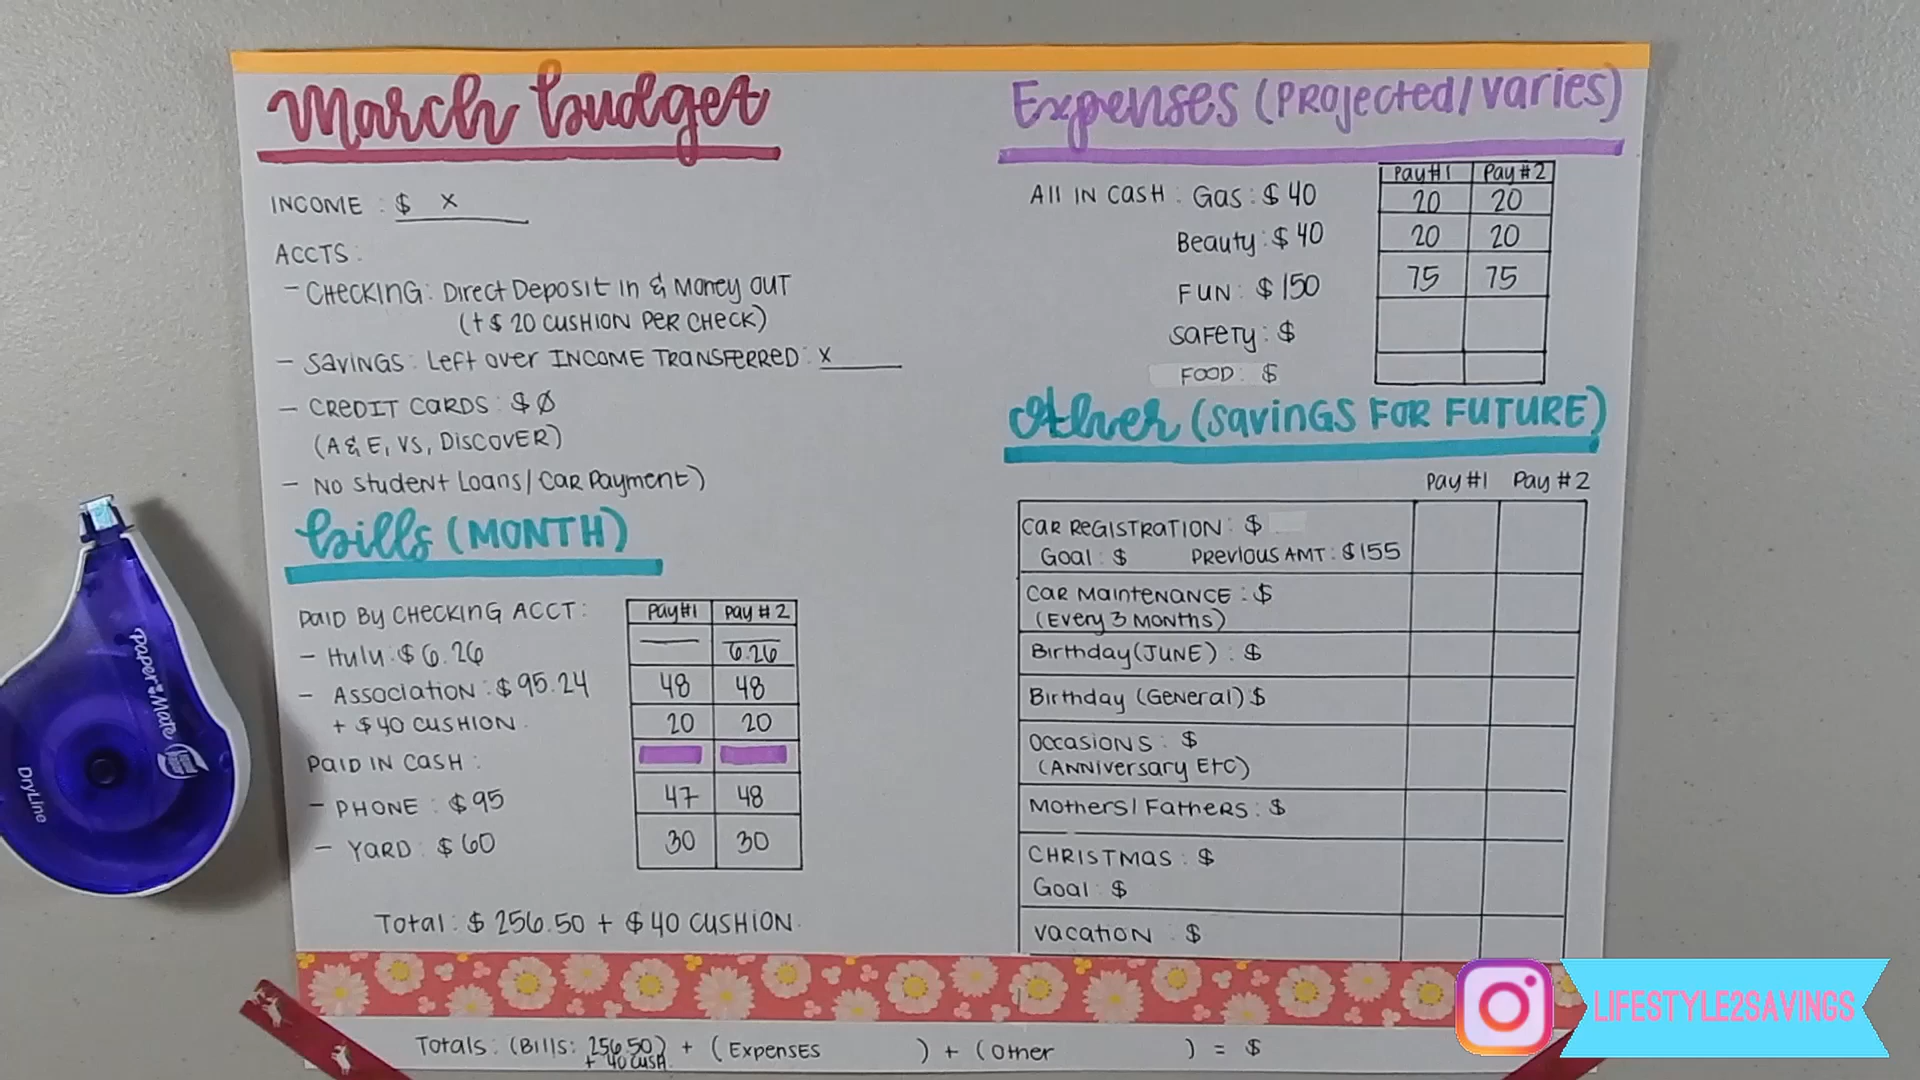 March budget
INCOME : $ x
ACCTS :
- CHECKING : Direct Deposit in & Money OUT
(+ $ 20 CUSHION PER CHECK)
- SAVINGS : Left over INCOME TRANSFERRED : x
- CREDIT CARDS : $ Ø
(A & E, VS, DISCOVER)
- NO Student Loans / CAR Payment)
bills (MONTH)
PAID BY CHECKING ACCT :
Pay #1 Pay # 2
- Hulu : $ 6.26
— 6.26
- ASSOCIATION : $ 95.24
48 48
+ $ 40 CUSHION
20 20
PAID IN CASH :
- PHONE : $ 95
47 48
- YARD : $ 60
30 30
Total : $ 256.50 + $ 40 CUSHION
Expenses (PROjected / varies)
Pay #1 Pay # 2
All IN CASH : Gas : $ 40
20 20
Beauty : $ 40
20 20
FUN : $ 150
75 75
SAFETY : $
FOOD : $
Other (SAVINGS FOR FUTURE)
Pay #1 Pay # 2
CAR REGISTRATION : $
Goal : $ Previous AMT : $ 155
CAR MAINTENANCE : $
(Every 3 MONTHS)
Birthday (JUNE) : $
Birthday (General) $
OCCASIONS : $
(ANNIVERSARY ETC)
Mothers / Fathers : $
CHRISTMAS : $
Goal : $
VACATION : $
Totals : (Bills : 256.50) + (Expenses ) + (Other ) = $
+ 40 CUSH
Paper Mate
DryLine
LIFESTYLE2SAVINGS